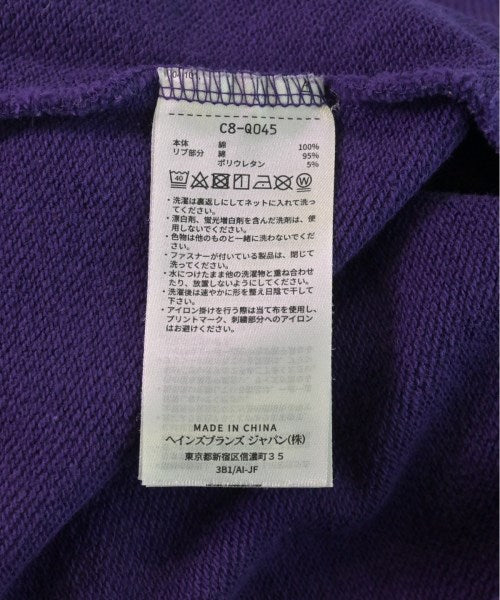 C8-Q045
本体 綿 100%
リブ部分 綿 95%
ポリウレタン 5%
40
W
・洗濯は裏返しにしてネットに入れて洗っ
てください。
・漂白剤、蛍光増白剤を含んだ洗剤は、使
用しないでください。
・色物は他のものと一緒に洗わないでくだ
さい。
・ファスナーが付いている製品は、閉じて
洗ってください。
・水につけたまま他の洗濯物と重ね合わせ
たり、放置しないようにしてください。
・洗濯後は速やかに形を整え日陰で干して
下さい。
・アイロン掛けを行う際は当て布を使用し、
プリントマーク、刺繍部分へのアイロン
はお避けください。
MADE IN CHINA
ヘインズブランズ ジャパン(株)
東京都新宿区信濃町35
3B1/AI-JF